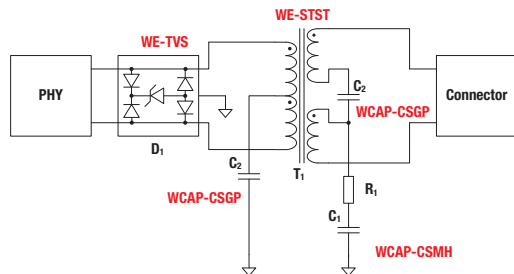 WE-STST
WE-TVS
PHY
C2
WCAP-CSGP
Connector
D1
C2
T1
WCAP-CSGP
R1
C1
WCAP-CSMH